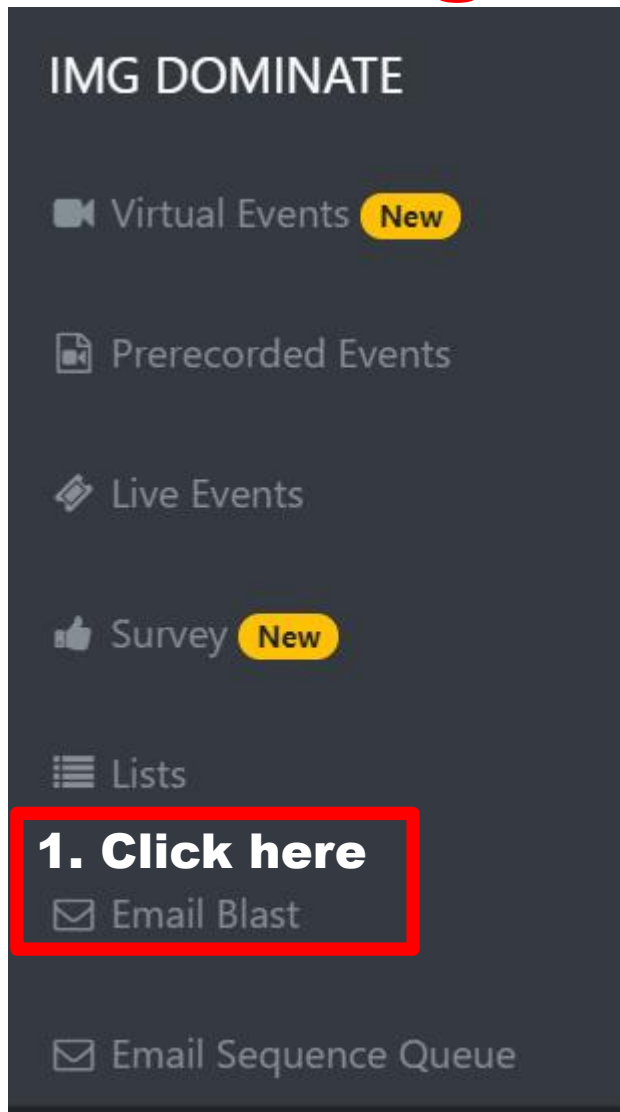 IMG DOMINATE
Virtual Events New
Prerecorded Events
Live Events
Survey New
Lists
1. Click here
Email Blast
Email Sequence Queue